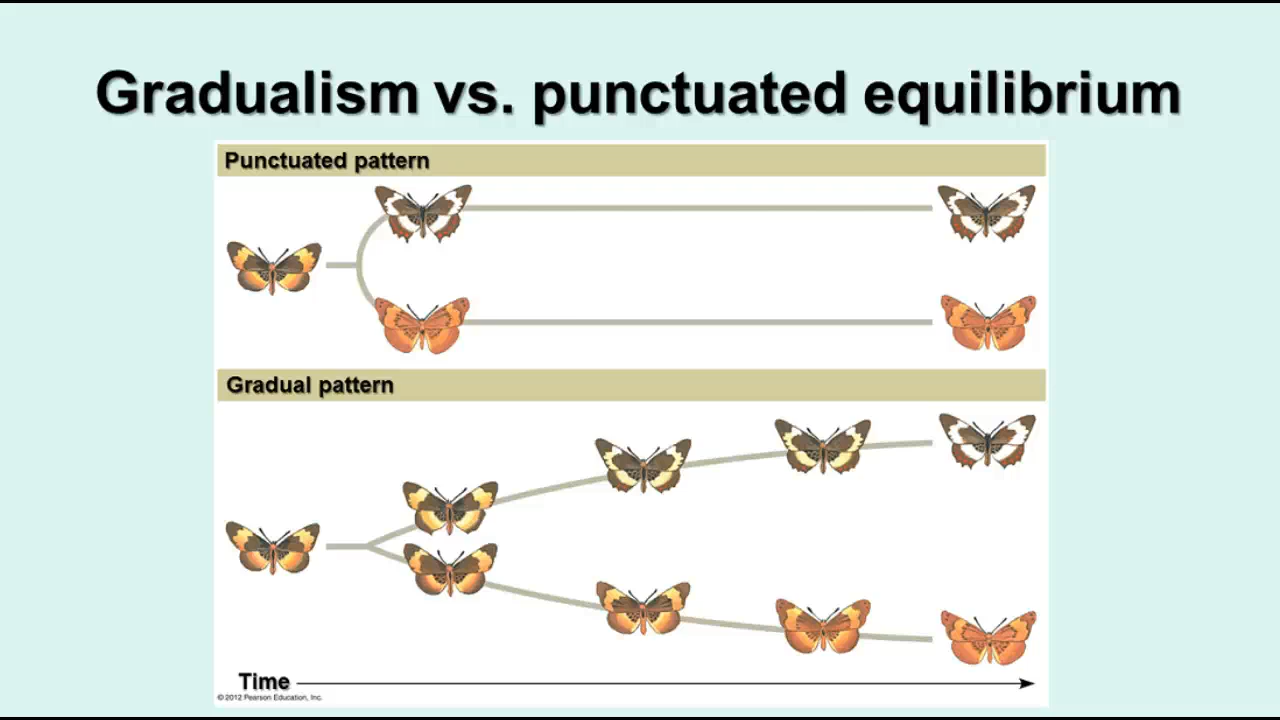 Gradualism vs. punctuated equilibrium
Punctuated pattern
Gradual pattern
Time
© 2012 Pearson Education, Inc.